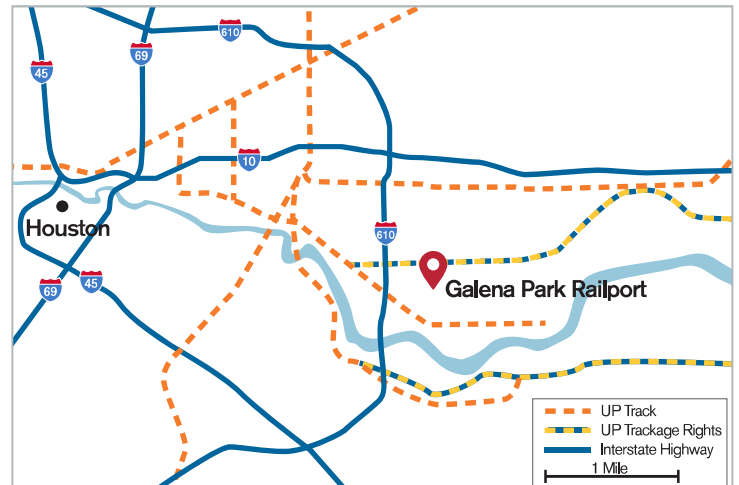 610
69
45
10
Houston
610
Galena Park Railport
69
45
UP Track
UP Trackage Rights
Interstate Highway
1 Mile